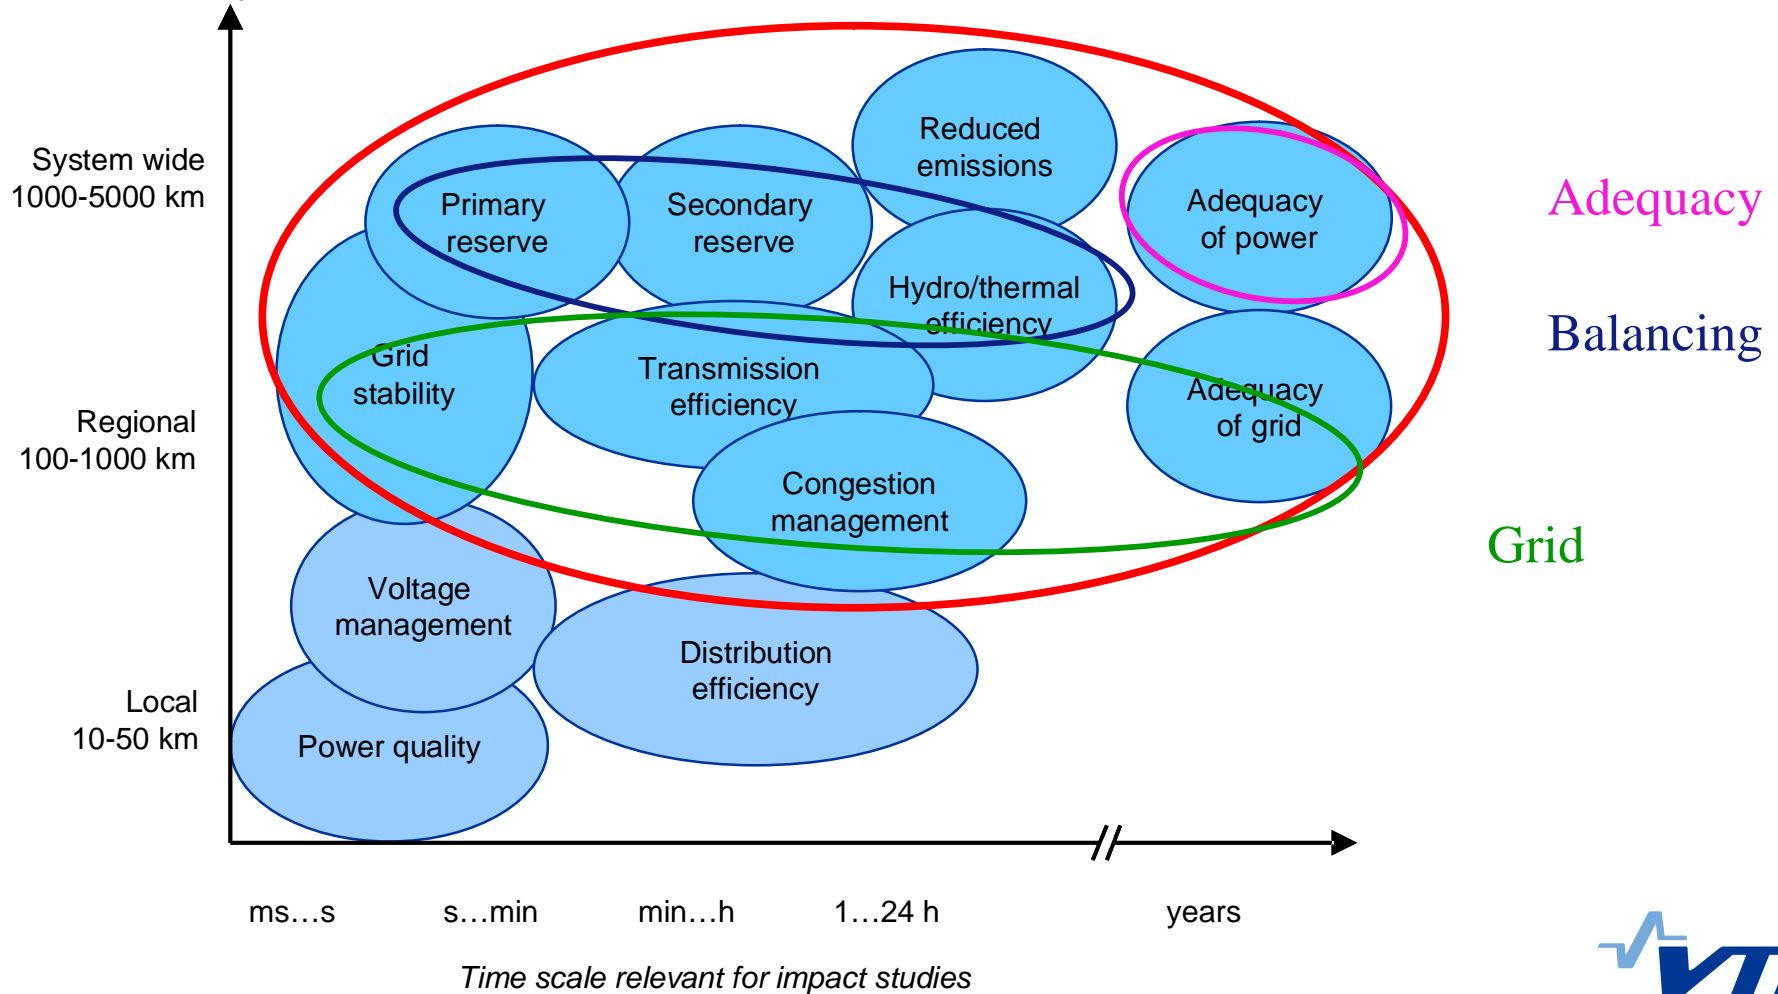 System wide
1000-5000 km
Regional
100-1000 km
Local
10-50 km
Reduced
emissions
Primary
reserve
Secondary
reserve
Adequacy
of power
Hydro/thermal
efficiency
Grid
stability
Transmission
efficiency
Adequacy
of grid
Congestion
management
Voltage
management
Distribution
efficiency
Power quality
Adequacy
Balancing
Grid
ms…s
s…min
min…h
1…24 h
years
Time scale relevant for impact studies